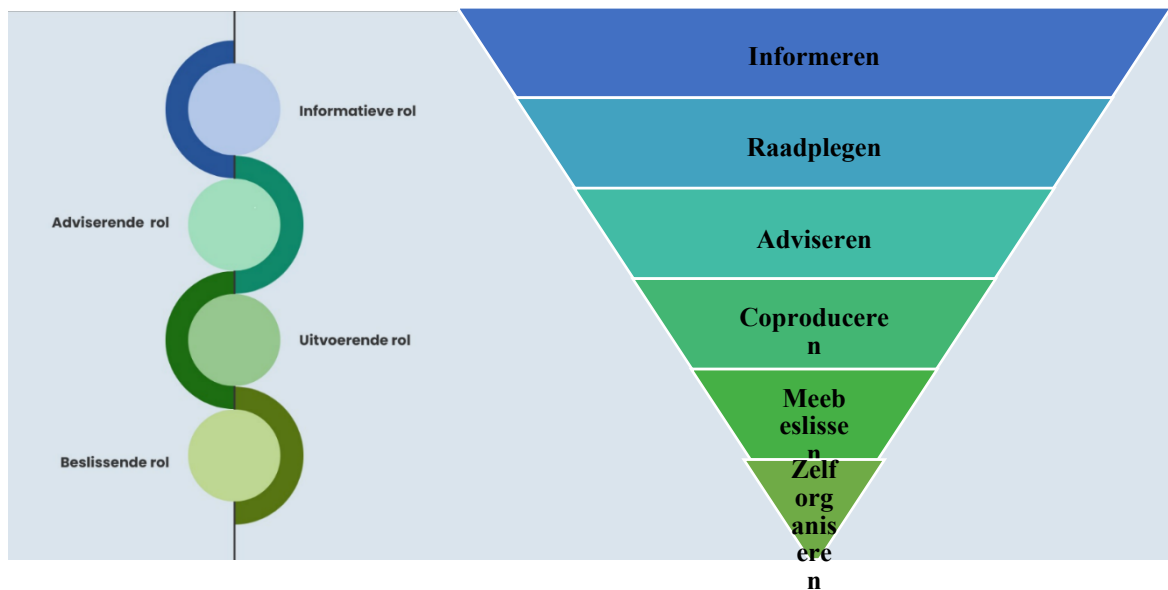 Informatieve rol
Adviserende rol
Uitvoerende rol
Beslissende rol
Informeren
Raadplegen
Adviseren
Coproducere
n
Meeb
eslisse
n
Zelf
org
anis
ere
n